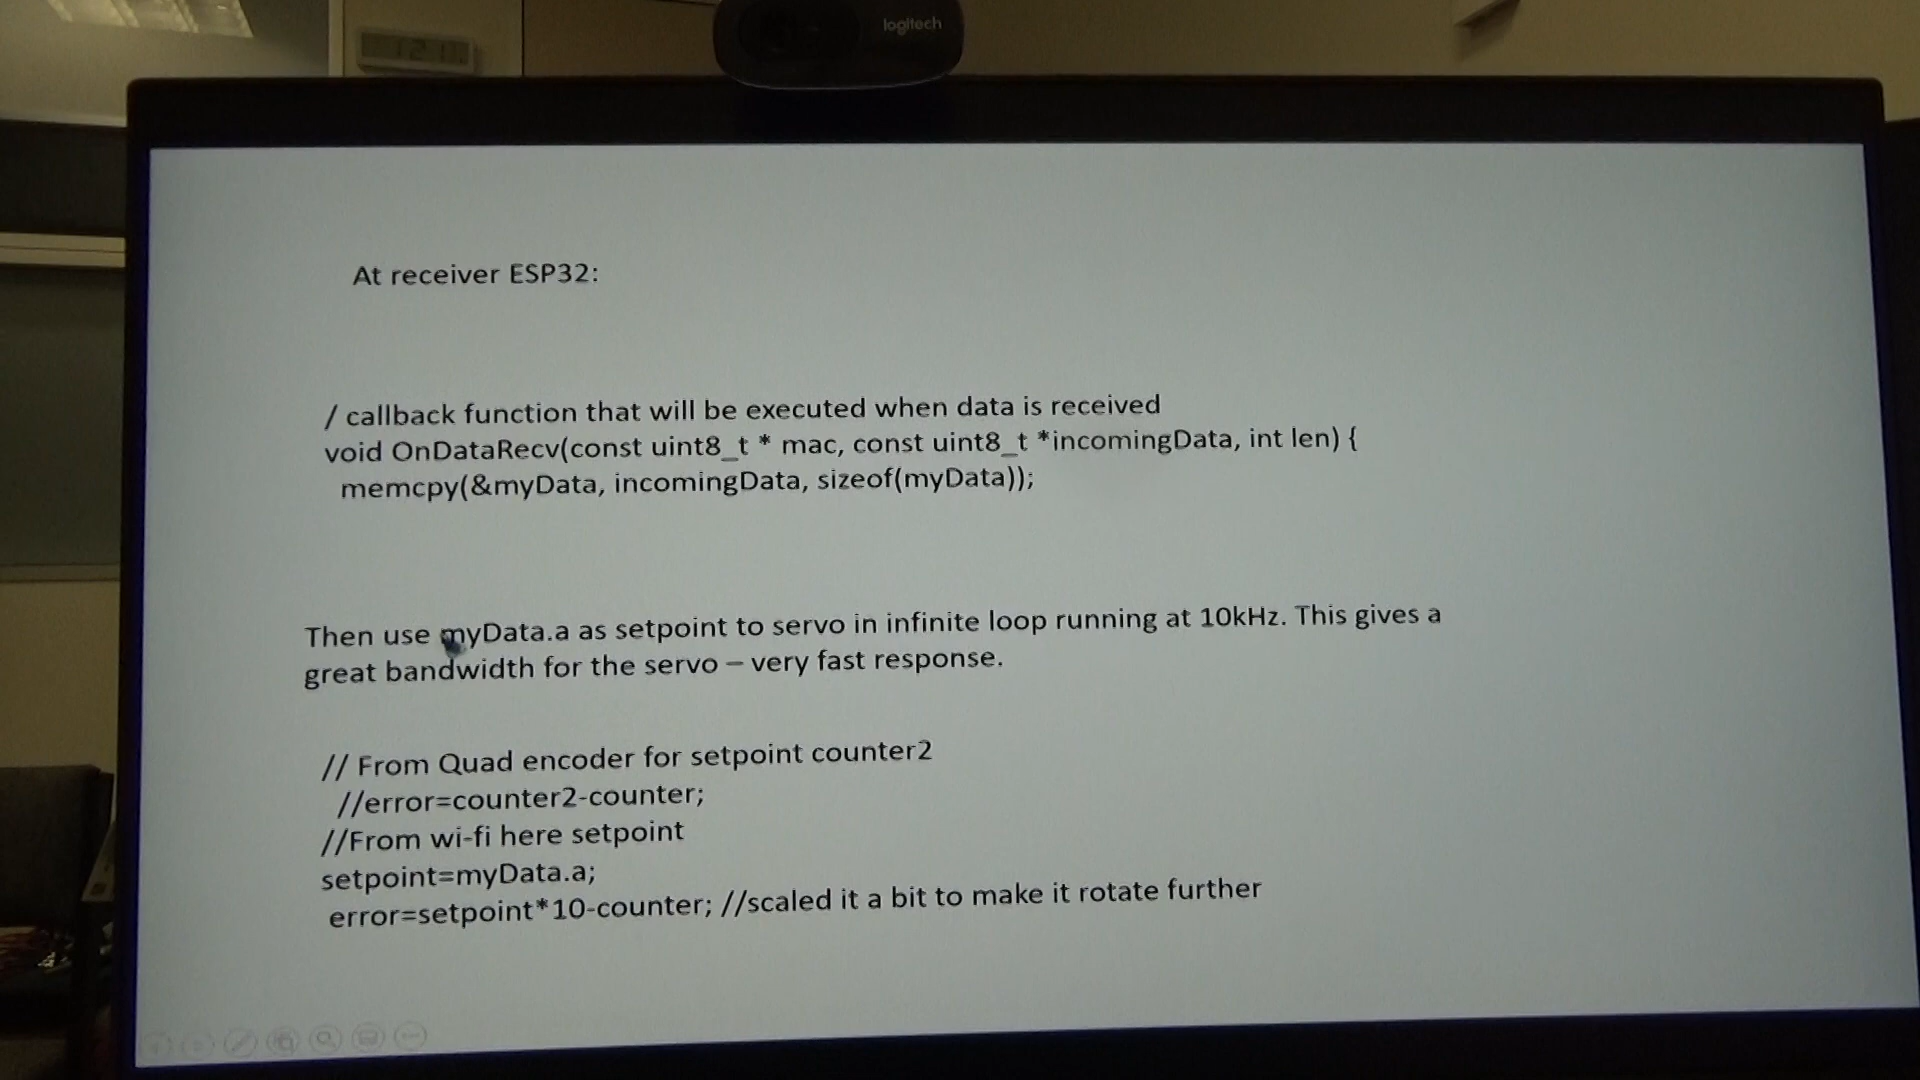 logitech
At receiver ESP32:
/ callback function that will be executed when data is received
void OnDataRecv(const uint8_t * mac, const uint8_t *incomingData, int len) {
memcpy(&myData, incomingData, sizeof(myData));
Then use myData.a as setpoint to servo in infinite loop running at 10kHz. This gives a
great bandwidth for the servo – very fast response.
// From Quad encoder for setpoint counter2
//error=counter2-counter;
//From wi-fi here setpoint
setpoint=myData.a;
error=setpoint*10-counter; //scaled it a bit to make it rotate further